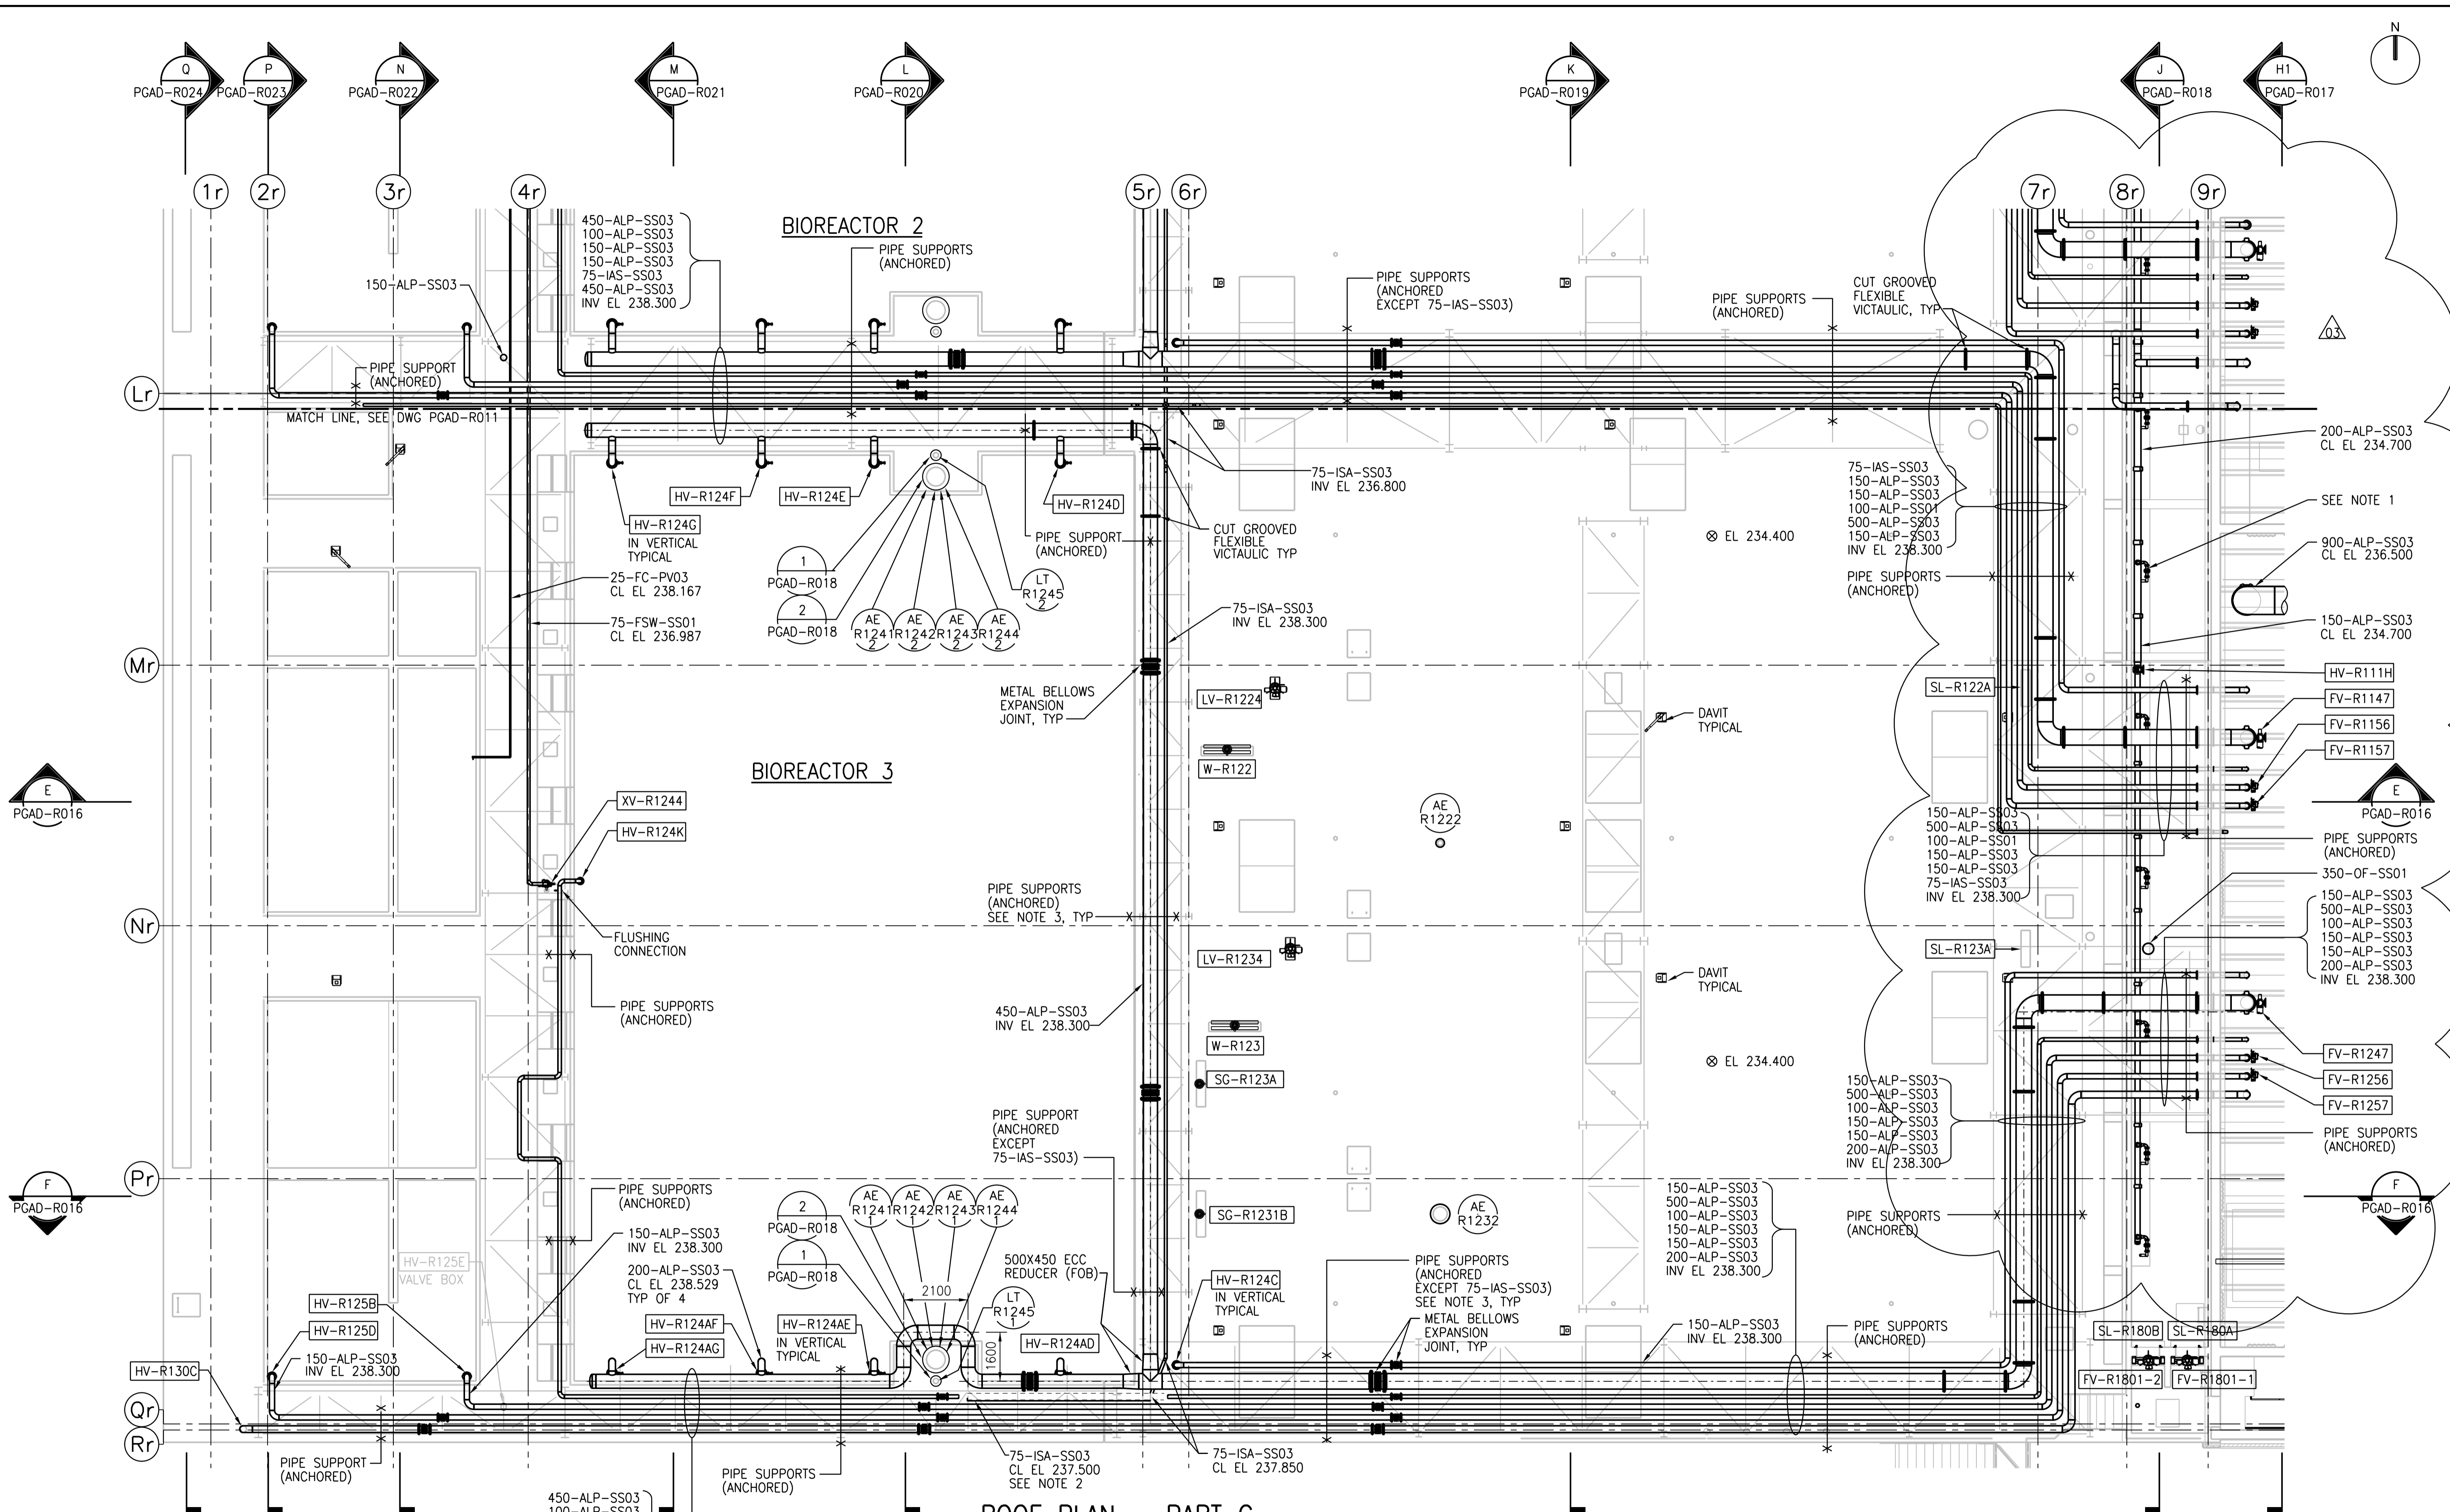 N
Q
PGAD-R024
P
PGAD-R023
N
PGAD-R022
M
PGAD-R021
L
PGAD-R020
K
PGAD-R019
J
PGAD-R018
H1
PGAD-R017
1r
2r
3r
4r
5r
6r
7r
8r
9r
450-ALP-SS03
100-ALP-SS03
150-ALP-SS03
150-ALP-SS03
75-IAS-SS03
450-ALP-SS03
INV EL 238.300
BIOREACTOR 2
PIPE SUPPORTS
(ANCHORED)
150-ALP-SS03
PIPE SUPPORTS
(ANCHORED
EXCEPT 75-IAS-SS03)
PIPE SUPPORTS
(ANCHORED)
CUT GROOVED
FLEXIBLE
VICTAULIC, TYP
03
PIPE SUPPORT
(ANCHORED)
Lr
MATCH LINE, SEE DWG PGAD-R011
200-ALP-SS03
CL EL 234.700
75-ISA-SS03
INV EL 236.800
75-IAS-SS03
150-ALP-SS03
150-ALP-SS03
100-ALP-SS01
500-ALP-SS03
150-ALP-SS03
INV EL 238.300
SEE NOTE 1
HV-R124F
HV-R124E
HV-R124D
HV-R124G
IN VERTICAL
TYPICAL
PIPE SUPPORT
(ANCHORED)
CUT GROOVED
FLEXIBLE
VICTAULIC TYP
EL 234.400
900-ALP-SS03
CL EL 236.500
1
PGAD-R018
2
PGAD-R018
LT
R1245
2
25-FC-PV03
CL EL 238.167
PIPE SUPPORTS
(ANCHORED)
75-FSW-SS01
CL EL 236.987
AE
R1241
2
AE
R1242
2
AE
R1243
2
AE
R1244
2
75-ISA-SS03
INV EL 238.300
150-ALP-SS03
CL EL 234.700
Mr
HV-R111H
METAL BELLOWS
EXPANSION
JOINT, TYP
LV-R1224
SL-R122A
FV-R1147
DAVIT
TYPICAL
FV-R1156
FV-R1157
BIOREACTOR 3
W-R122
E
PGAD-R016
XV-R1244
AE
R1222
E
PGAD-R016
HV-R124K
150-ALP-SS03
500-ALP-SS03
100-ALP-SS01
150-ALP-SS03
150-ALP-SS03
75-IAS-SS03
INV EL 238.300
PIPE SUPPORTS
(ANCHORED)
350-OF-SS01
PIPE SUPPORTS
(ANCHORED)
SEE NOTE 3, TYP
150-ALP-SS03
500-ALP-SS03
100-ALP-SS03
150-ALP-SS03
150-ALP-SS03
200-ALP-SS03
INV EL 238.300
Nr
FLUSHING
CONNECTION
LV-R1234
SL-R123A
DAVIT
TYPICAL
PIPE SUPPORTS
(ANCHORED)
450-ALP-SS03
INV EL 238.300
W-R123
FV-R1247
EL 234.400
FV-R1256
SG-R123A
150-ALP-SS03
500-ALP-SS03
100-ALP-SS03
150-ALP-SS03
150-ALP-SS03
200-ALP-SS03
INV EL 238.300
FV-R1257
PIPE SUPPORT
(ANCHORED
EXCEPT
75-IAS-SS03)
PIPE SUPPORTS
(ANCHORED)
Pr
F
PGAD-R016
PIPE SUPPORTS
(ANCHORED)
2
PGAD-R018
1
PGAD-R018
AE
R1241
1
AE
R1242
1
AE
R1243
1
AE
R1244
1
SG-R1231B
AE
R1232
150-ALP-SS03
500-ALP-SS03
100-ALP-SS03
150-ALP-SS03
150-ALP-SS03
200-ALP-SS03
INV EL 238.300
PIPE SUPPORTS
(ANCHORED)
F
PGAD-R016
150-ALP-SS03
INV EL 238.300
HV-R125E
VALVE BOX
200-ALP-SS03
CL EL 238.529
TYP OF 4
500X450 ECC
REDUCER (FOB)
PIPE SUPPORTS
(ANCHORED
EXCEPT 75-IAS-SS03)
SEE NOTE 3, TYP
HV-R124C
IN VERTICAL
TYPICAL
2100
LT
R1245
1
HV-R125B
HV-R125D
HV-R124AF
HV-R124AG
HV-R124AE
IN VERTICAL
TYPICAL
HV-R124AD
1600
METAL BELLOWS
EXPANSION
JOINT, TYP
150-ALP-SS03
INV EL 238.300
PIPE SUPPORTS
(ANCHORED)
SL-R180B
SL-R180A
HV-R130C
150-ALP-SS03
INV EL 238.300
FV-R1801-2
FV-R1801-1
Qr
Rr
PIPE SUPPORT
(ANCHORED)
PIPE SUPPORTS
(ANCHORED)
75-ISA-SS03
CL EL 237.500
SEE NOTE 2
75-ISA-SS03
CL EL 237.850
450-ALP-SS03
100-ALP-SS03
ROOF PLAN - PART C